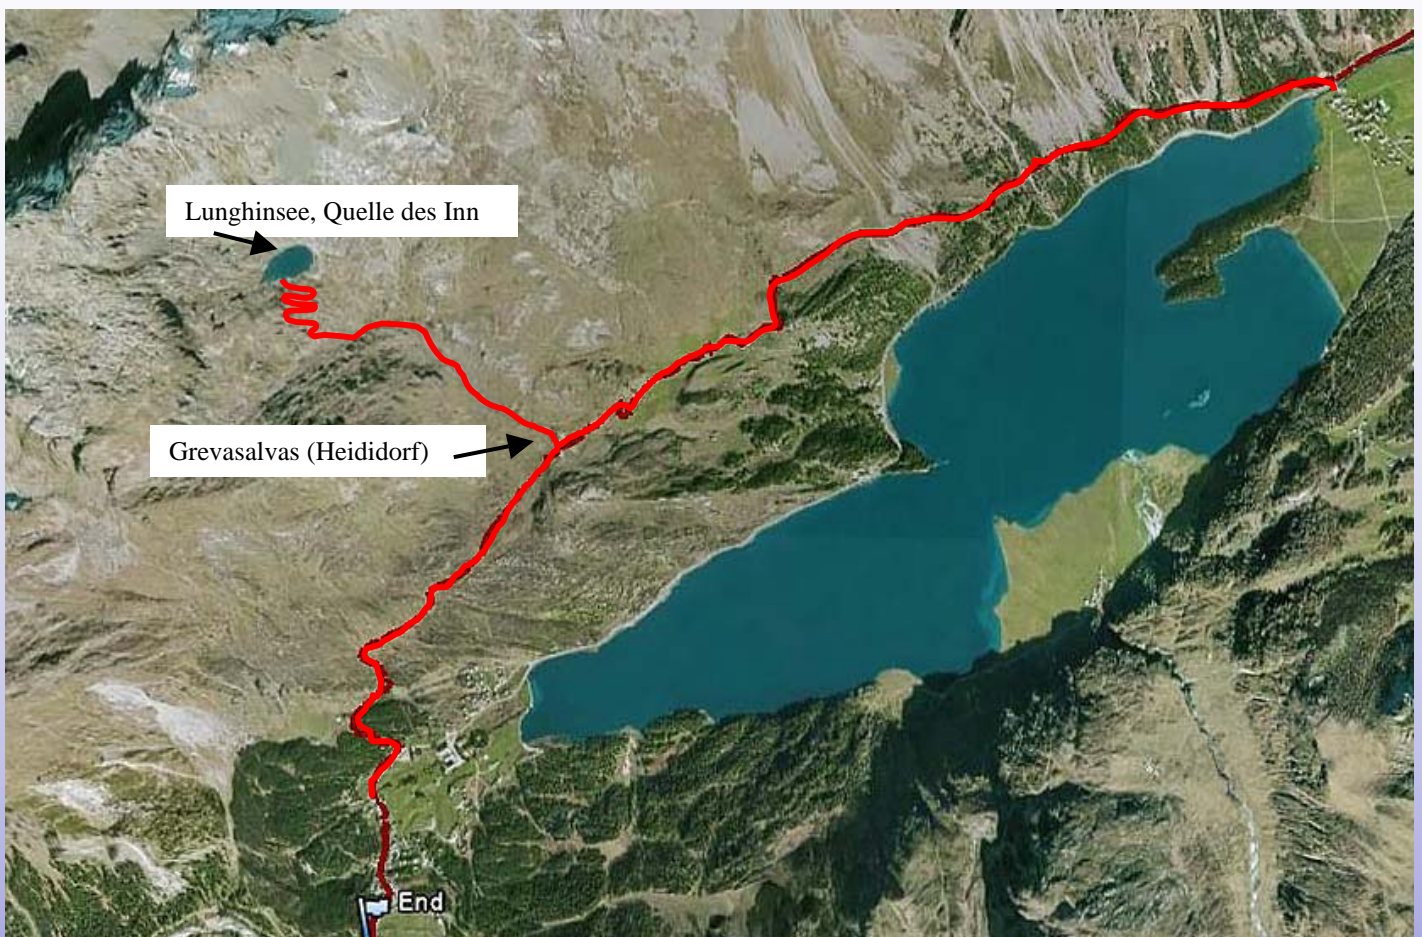 Lunghinsee, Quelle des Inn
Grevasalvas (Heididorf)
End